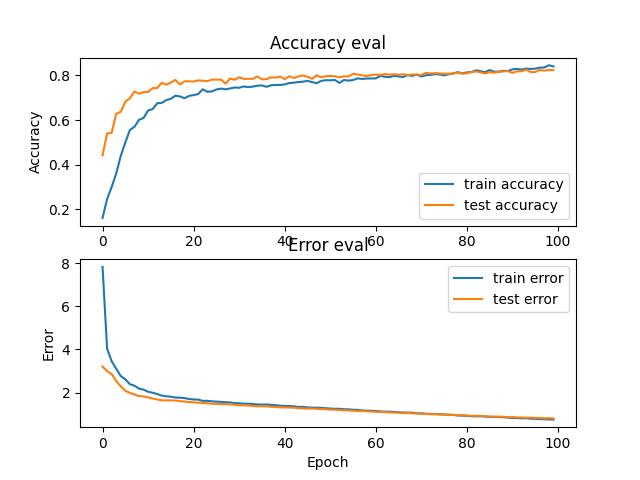 Accuracy eval
0.8
0.6
0.4
0.2
Accuracy
train accuracy
test accuracy
0 20 40 60 80 100
Error eval
8
6
4
2
Error
train error
test error
0 20 40 60 80 100
Epoch